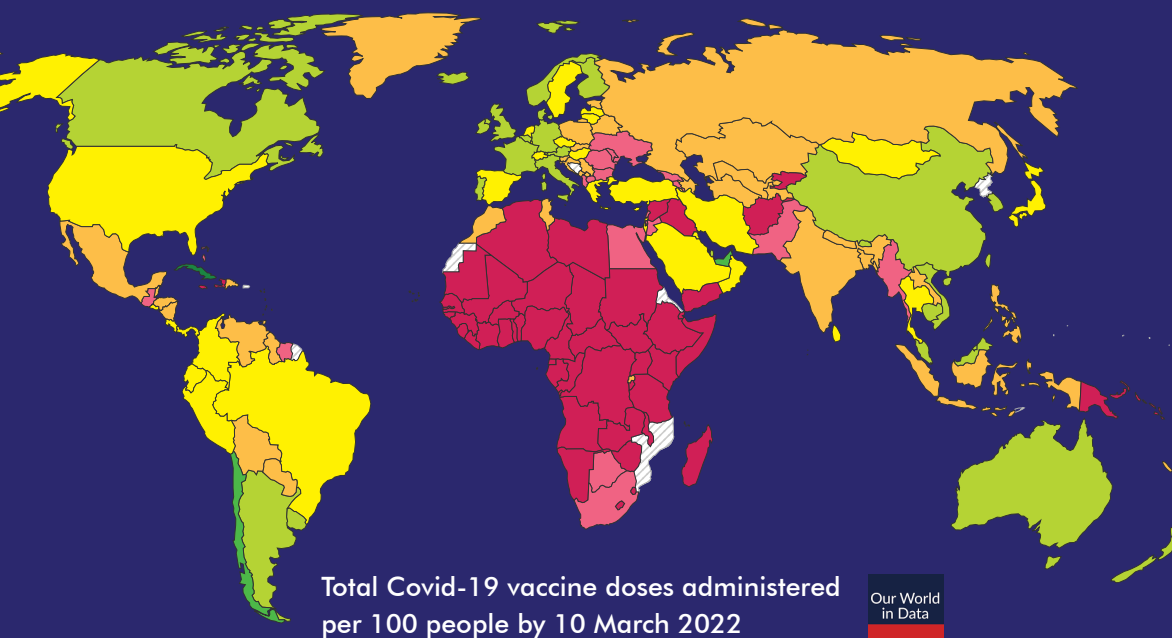 Total Covid-19 vaccine doses administered
per 100 people by 10 March 2022
Our World
in Data